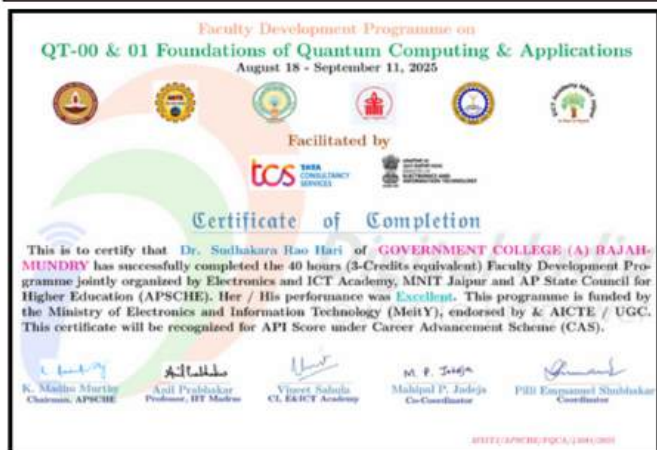 Faculty Development Programme on
QT-00 & 01 Foundations of Quantum Computing & Applications
August 18 - September 11, 2025
Facilitated by
tcs TATA
CONSULTANCY
SERVICES
ELECTRONICS AND
INFORMATION TECHNOLOGY
Certificate of Completion
This is to certify that Dr. Sudhakara Rao Hari of GOVERNMENT COLLEGE (A) RAJAH-
MUNDRY has successfully completed the 40 hours (3-Credits equivalent) Faculty Development Pro-
gramme jointly organized by Electronics and ICT Academy, MNIT Jaipur and AP State Council for
Higher Education (APSCHE). Her / His performance was Excellent. This programme is funded by
the Ministry of Electronics and Information Technology (MeitY), endorsed by & AICTE / UGC.
This certificate will be recognized for API Score under Career Advancement Scheme (CAS).
K. Madhu Murthy
Chairman, APSCHE
Anil Prabhakar
Professor, IIT Madras
Vineet Sahula
CI, E&ICT Academy
M. P. Jadeja
Mahipal P. Jadeja
Co-Coordinator
Pilli Emmanuel Shubhakar
Coordinator